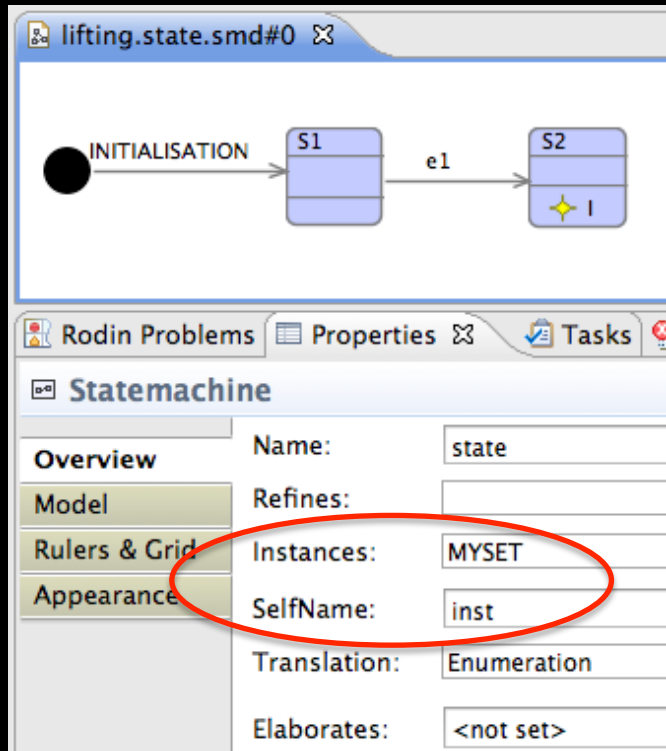 lifting.state.smd#0
INITIALISATION
S1
e1
S2
I
Rodin Problems
Properties
Tasks
Statemachine
Overview
Model
Rulers & Grid
Appearance
Name: state
Refines:
Instances: MYSET
SelfName: inst
Translation: Enumeration
Elaborates: <not set>